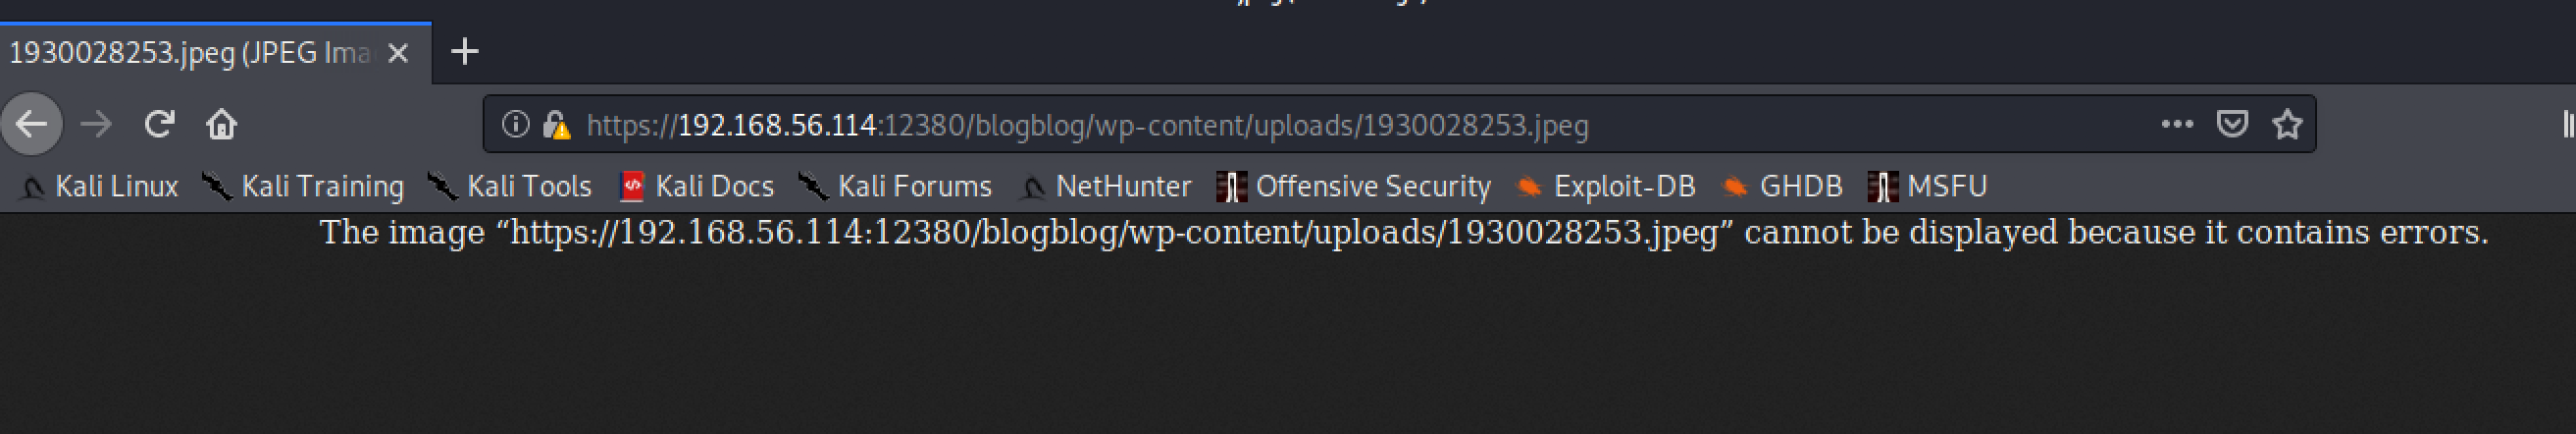 1930028253.jpeg (JPEG Ima
https://192.168.56.114:12380/blogblog/wp-content/uploads/1930028253.jpeg
Kali Linux Kali Training Kali Tools Kali Docs Kali Forums NetHunter Offensive Security Exploit-DB GHDB MSFU
The image “https://192.168.56.114:12380/blogblog/wp-content/uploads/1930028253.jpeg” cannot be displayed because it contains errors.